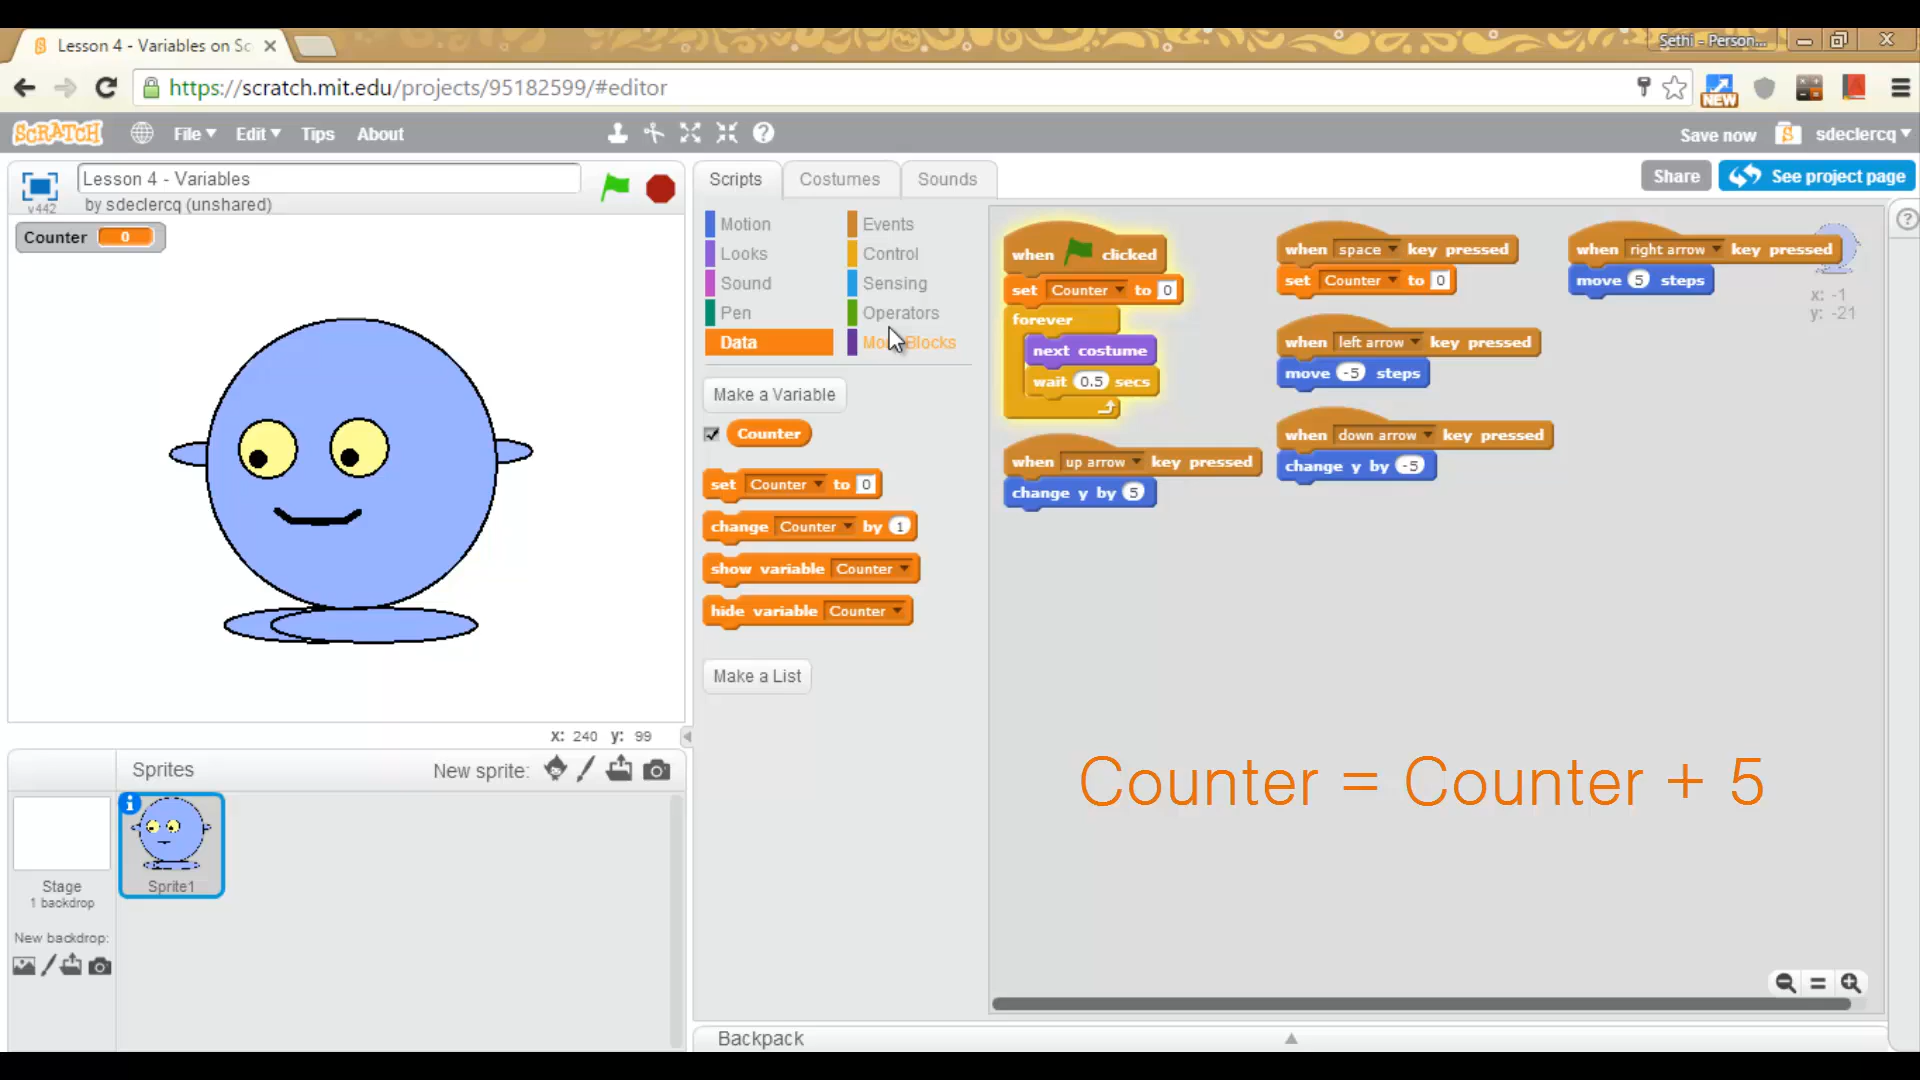 Lesson 4 - Variables on Sc
Sethi - Person...
https://scratch.mit.edu/projects/95182599/#editor
NEW
SCRATCH
File
Edit
Tips
About
Save now
sdeclercq
v442
Lesson 4 - Variables
by sdeclercq (unshared)
Scripts
Costumes
Sounds
Share
See project page
Counter 0
Motion
Looks
Sound
Pen
Data
Events
Control
Sensing
Operators
Blocks
Make a Variable
Counter
set Counter to 0
change Counter by 1
show variable Counter
hide variable Counter
Make a List
when clicked
set Counter to 0
forever
next costume
wait 0.5 secs
when up arrow key pressed
change y by 5
when space key pressed
set Counter to 0
when left arrow key pressed
move -5 steps
when down arrow key pressed
change y by -5
when right arrow key pressed
move 5 steps
x: -1
y: -21
Counter = Counter + 5
x: 240 y: 99
Sprites
New sprite:
Sprite1
Stage
1 backdrop
New backdrop:
Backpack